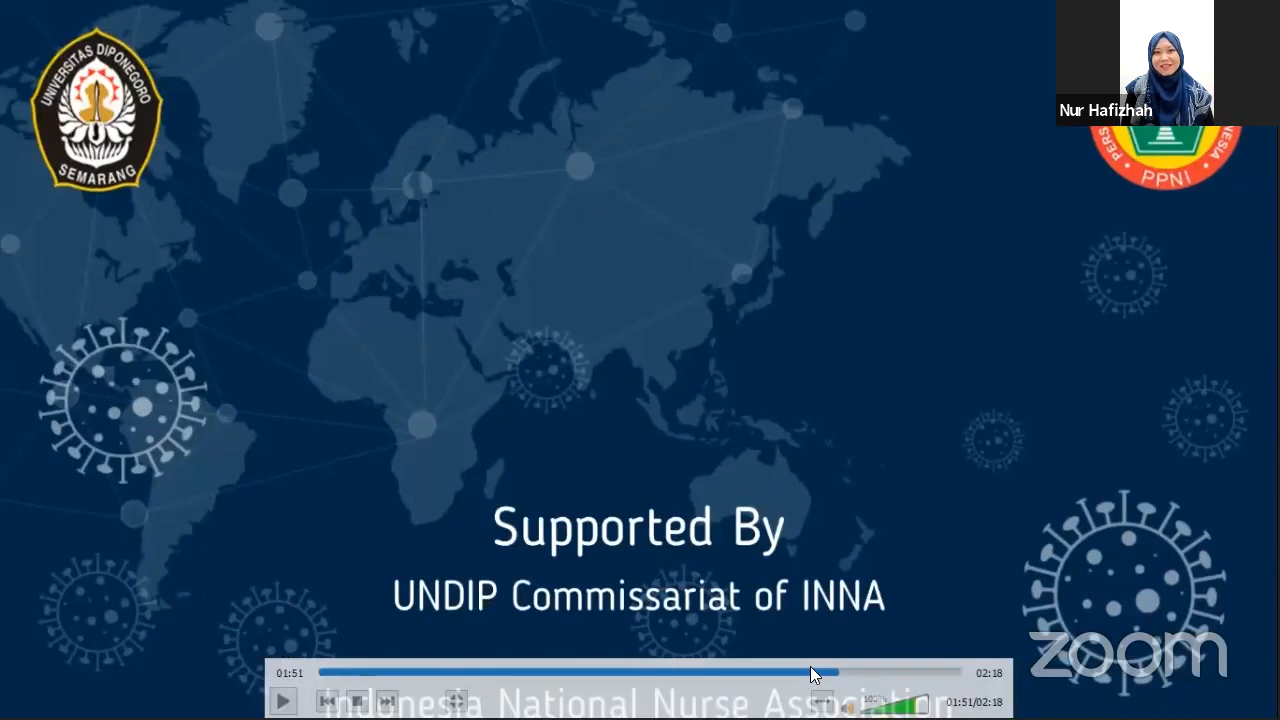 UNIVERSITAS DIPONEGORO
SEMARANG
Nur Hafizhah
PPNI
Supported By
UNDIP Commissariat of INNA
zoom
01:51
02:18
Indonesia National Nurse Association
100%
01:51/02:18